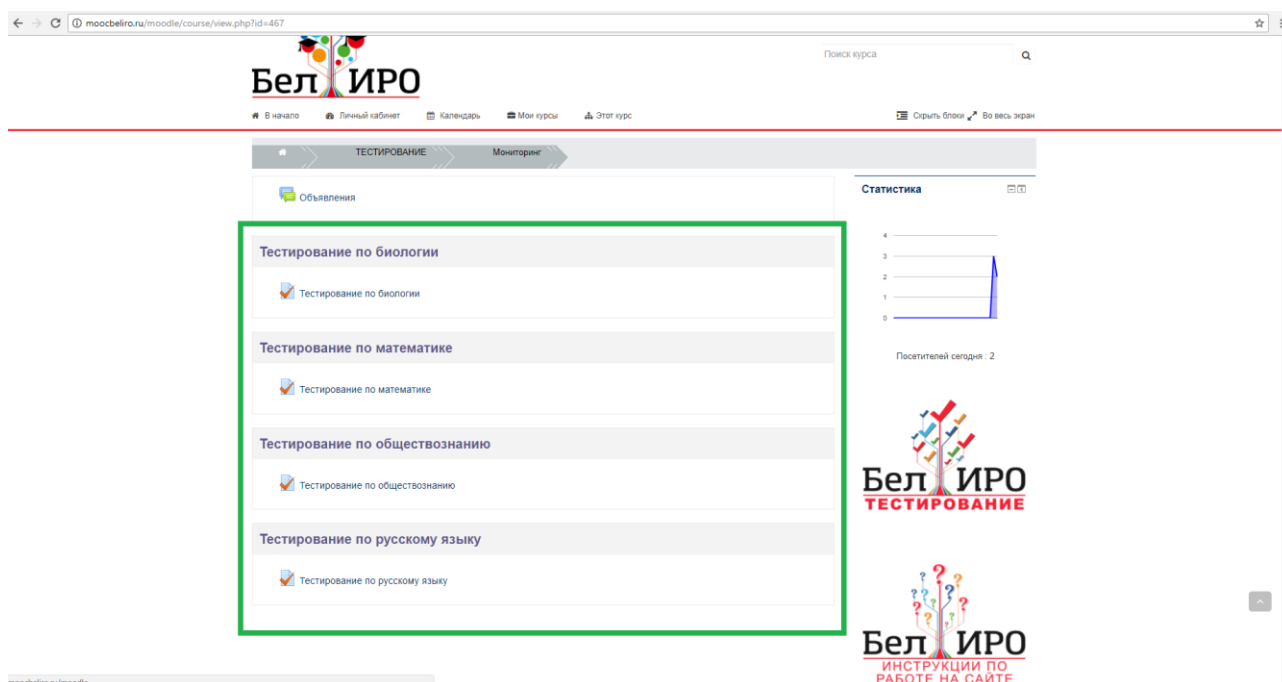 moocbeliro.ru/moodle/course/view.php?id=467
Бел ИРО
Поиск курса
В начало Личный кабинет Календарь Мои курсы Этот курс Скрыть блоки Во весь экран
ТЕСТИРОВАНИЕ Мониторинг
Объявления
Тестирование по биологии
Тестирование по биологии
Тестирование по математике
Тестирование по математике
Тестирование по обществознанию
Тестирование по обществознанию
Тестирование по русскому языку
Тестирование по русскому языку
Статистика
4
3
2
1
0
Посетителей сегодня : 2
Бел ИРО
ТЕСТИРОВАНИЕ
Бел ИРО
ИНСТРУКЦИИ ПО
РАБОТЕ НА САЙТЕ